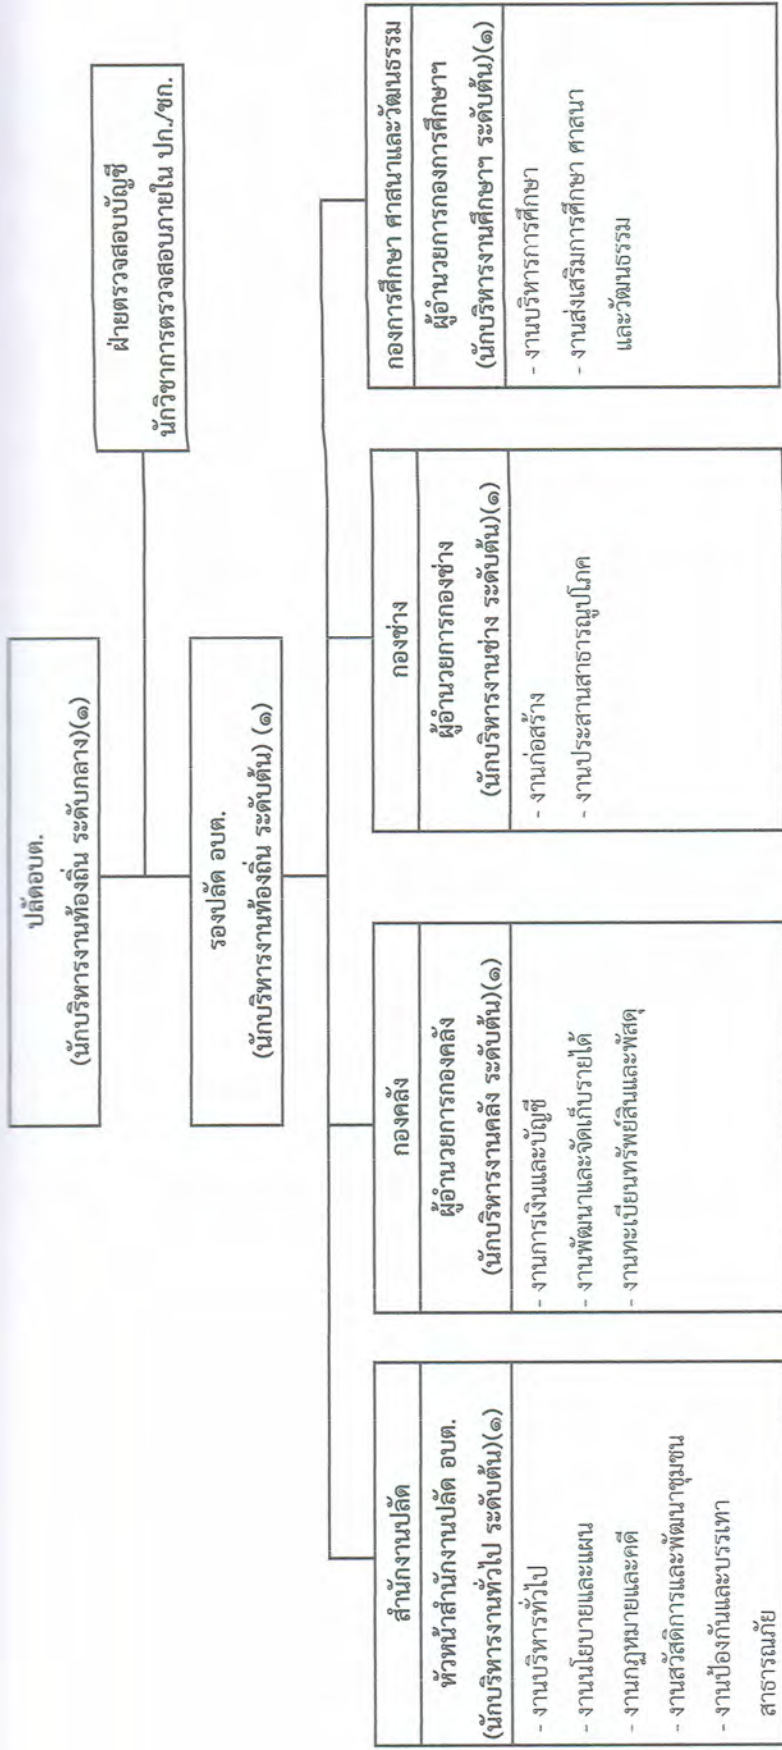 ปลัดอบต.
(นักบริหารงานท้องถิ่น ระดับกลาง)(๑)
ฝ่ายตรวจสอบบัญชี
นักวิชาการตรวจสอบภายใน ปก./ชก.
รองปลัด อบต.
(นักบริหารงานท้องถิ่น ระดับต้น) (๑)
สำนักงานปลัด
หัวหน้าสำนักงานปลัด อบต.
(นักบริหารงานทั่วไป ระดับต้น)(๑)
- งานบริหารทั่วไป
- งานนโยบายและแผน
- งานกฎหมายและคดี
- งานสวัสดิการและพัฒนาชุมชน
- งานป้องกันและบรรเทา
สาธารณภัย
กองคลัง
ผู้อำนวยการกองคลัง
(นักบริหารงานคลัง ระดับต้น)(๑)
- งานการเงินและบัญชี
- งานพัฒนาและจัดเก็บรายได้
- งานทะเบียนทรัพย์สินและพัสดุ
กองช่าง
ผู้อำนวยการกองช่าง
(นักบริหารงานช่าง ระดับต้น)(๑)
- งานก่อสร้าง
- งานประสานสาธารณูปโภค
กองการศึกษา ศาสนาและวัฒนธรรม
ผู้อำนวยการกองการศึกษาฯ
(นักบริหารงานศึกษาฯ ระดับต้น)(๑)
- งานบริหารการศึกษา
- งานส่งเสริมการศึกษา ศาสนา
และวัฒนธรรม